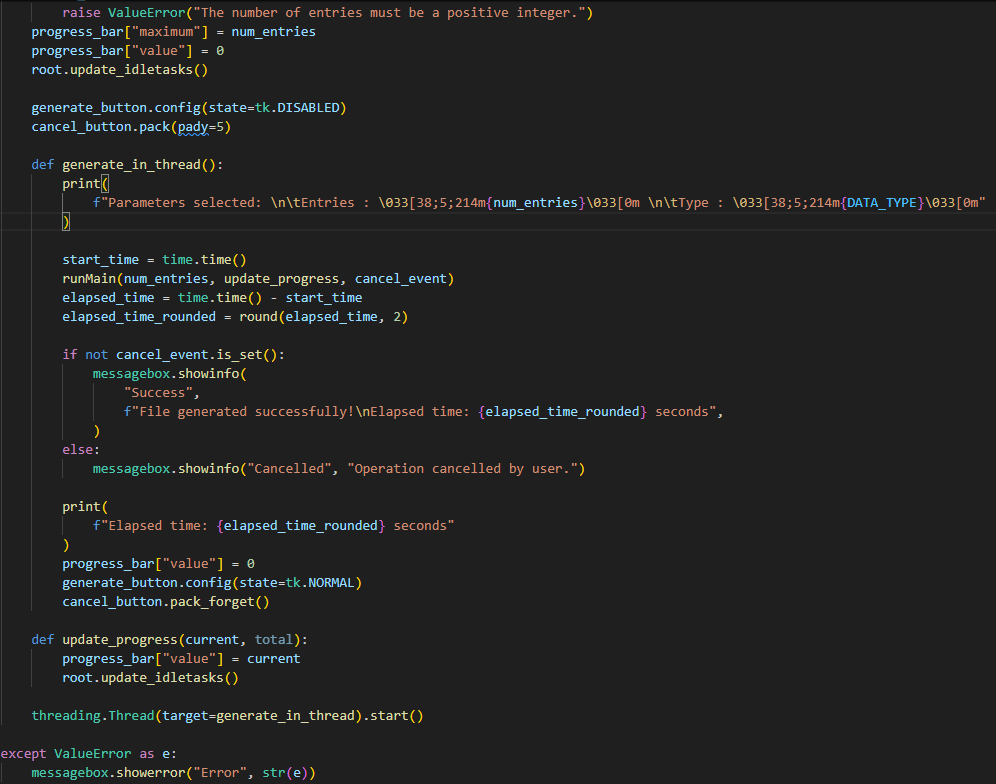 raise ValueError("The number of entries must be a positive integer.")
progress_bar["maximum"] = num_entries
progress_bar["value"] = 0
root.update_idletasks()
generate_button.config(state=tk.DISABLED)
cancel_button.pack(pady=5)
def generate_in_thread():
print(
f"Parameters selected: \n\tEntries : \033[38;5;214m{num_entries}\033[0m \n\tType : \033[38;5;214m{DATA_TYPE}\033[0m"
)
start_time = time.time()
runMain(num_entries, update_progress, cancel_event)
elapsed_time = time.time() - start_time
elapsed_time_rounded = round(elapsed_time, 2)
if not cancel_event.is_set():
messagebox.showinfo(
"Success",
f"File generated successfully!\nElapsed time: {elapsed_time_rounded} seconds",
)
else:
messagebox.showinfo("Cancelled", "Operation cancelled by user.")
print(
f"Elapsed time: {elapsed_time_rounded} seconds"
)
progress_bar["value"] = 0
generate_button.config(state=tk.NORMAL)
cancel_button.pack_forget()
def update_progress(current, total):
progress_bar["value"] = current
root.update_idletasks()
threading.Thread(target=generate_in_thread).start()
except ValueError as e:
messagebox.showerror("Error", str(e))